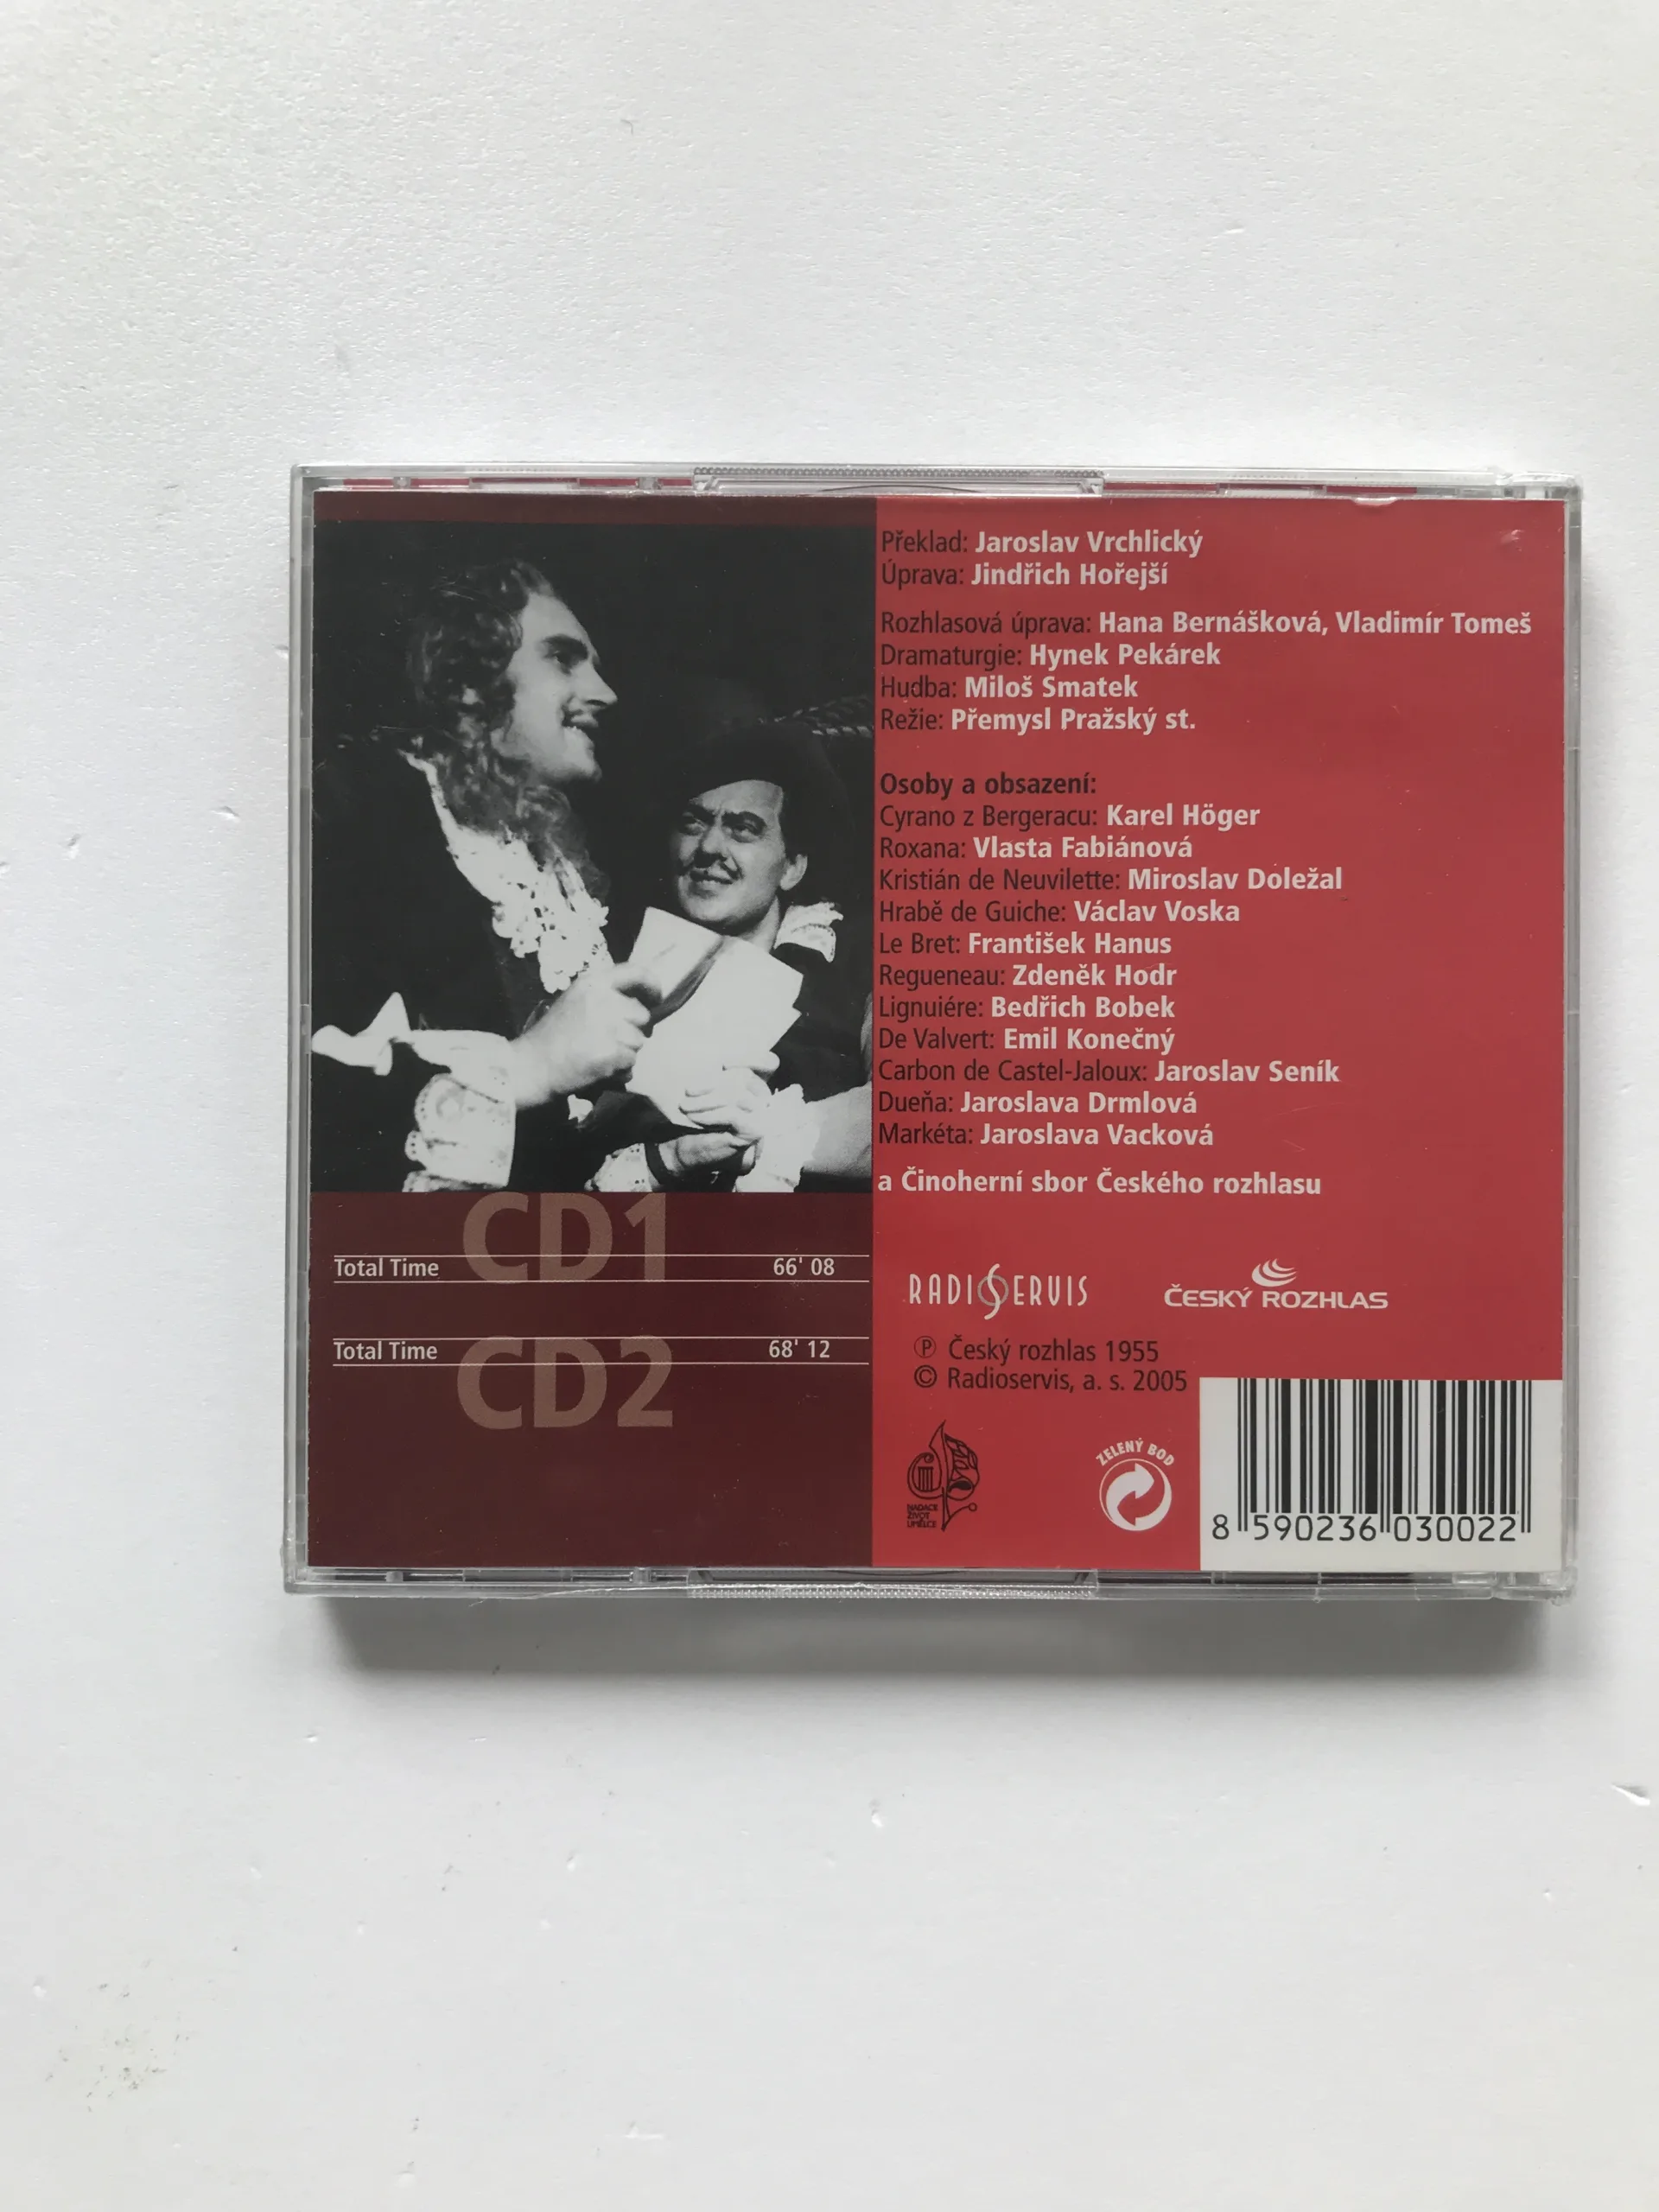 Překlad: Jaroslav Vrchlický
Úprava: Jindřich Hořejší
Rozhlasová úprava: Hana Bernášková, Vladimír Tomeš
Dramaturgie: Hynek Pekárek
Hudba: Miloš Smatek
Režie: Přemysl Pražský st.
Osoby a obsazení:
Cyrano z Bergeracu: Karel Höger
Roxana: Vlasta Fabiánová
Kristián de Neuvilette: Miroslav Doležal
Hrabě de Guiche: Václav Voska
Le Bret: František Hanus
Regueneau: Zdeněk Hodr
Lignuiére: Bedřich Bobek
De Valvert: Emil Konečný
Carbon de Castel-Jaloux: Jaroslav Seník
Dueňa: Jaroslava Drmlová
Markéta: Jaroslava Vacková
a Činoherní sbor Českého rozhlasu
CD1
Total Time 66' 08
CD2
Total Time 68' 12
RADIOSERVIS
ČESKÝ ROZHLAS
Ⓟ Český rozhlas 1955
© Radioservis, a. s. 2005
NADACE
ŽIVOT
UMĚLCE
ZELENÝ BOD
8 590236 030022